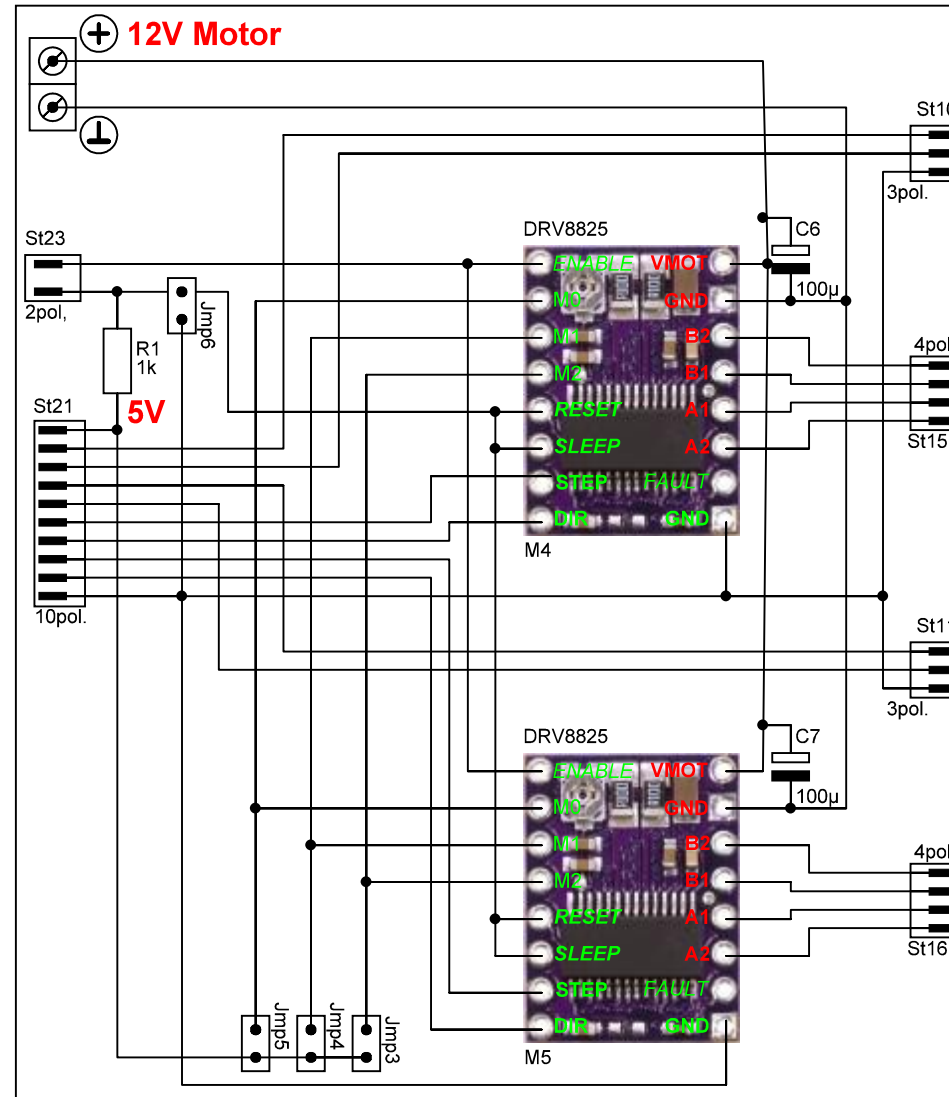 12V Motor
St10
3pol.
DRV8825
C6
St23
ENABLE
VMOT
2pol,
Jmp6
M0
GND
100µ
M1
B2
R1
1k
4pol
M2
B1
St21
5V
RESET
A1
SLEEP
A2
St15
STEP
FAULT
DIR
GND
M4
10pol.
St11
3pol.
DRV8825
C7
ENABLE
VMOT
M0
GND
100µ
M1
B2
4pol
M2
B1
RESET
A1
SLEEP
A2
St16
STEP
FAULT
Jmp5
Jmp4
Jmp3
DIR
GND
M5